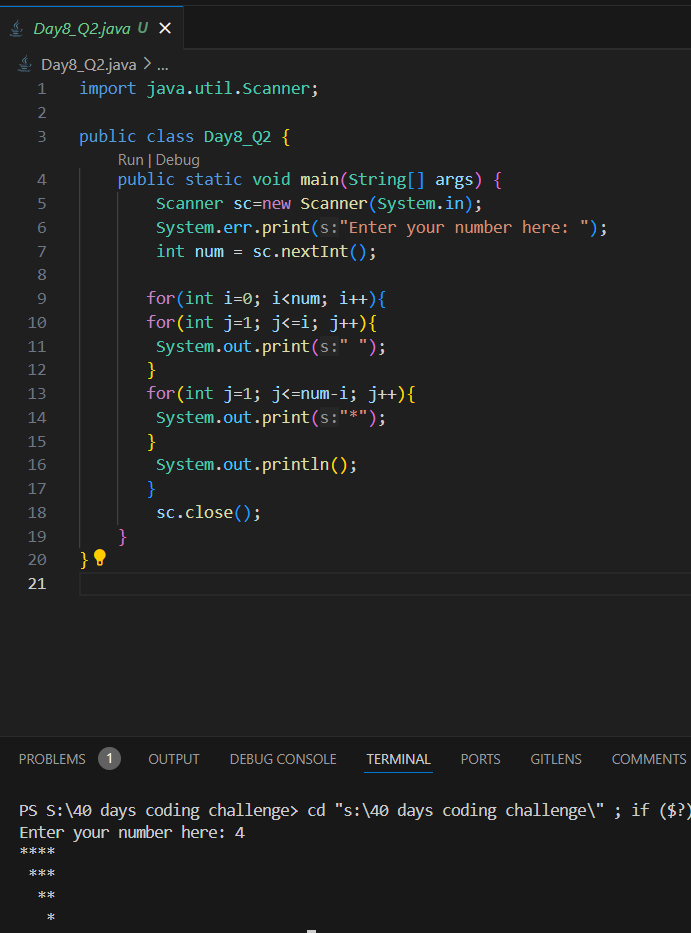 Day8_Q2.java U ×
Day8_Q2.java > ...
1 import java.util.Scanner;
2
3 public class Day8_Q2 {
Run | Debug
4 public static void main(String[] args) {
5 Scanner sc=new Scanner(System.in);
6 System.err.print(s:"Enter your number here: ");
7 int num = sc.nextInt();
8
9 for(int i=0; i<num; i++){
10 for(int j=1; j<=i; j++){
11 System.out.print(s:" ");
12 }
13 for(int j=1; j<=num-i; j++){
14 System.out.print(s:"*");
15 }
16 System.out.println();
17 }
18 sc.close();
19 }
20 }
21
PROBLEMS 1 OUTPUT DEBUG CONSOLE TERMINAL PORTS GITLENS COMMENTS
PS S:\40 days coding challenge> cd "s:\40 days coding challenge\" ; if ($?)
Enter your number here: 4
****
 ***
  **
   *